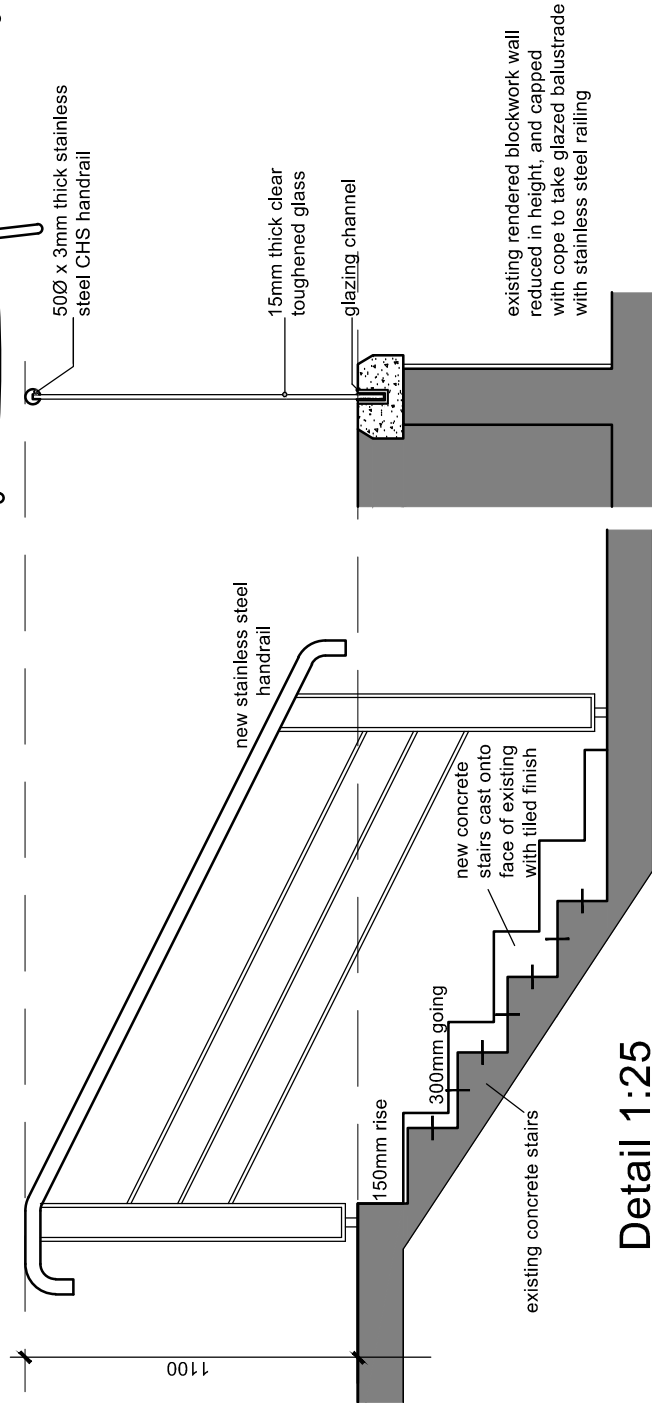 50Ø x 3mm thick stainless
steel CHS handrail
15mm thick clear
toughened glass
glazing channel
existing rendered blockwork wall
reduced in height, and capped
with cope to take glazed balustrade
with stainless steel railing
new stainless steel
handrail
new concrete
stairs cast onto
face of existing
with tiled finish
150mm rise
300mm going
existing concrete stairs
1100
Detail 1:25